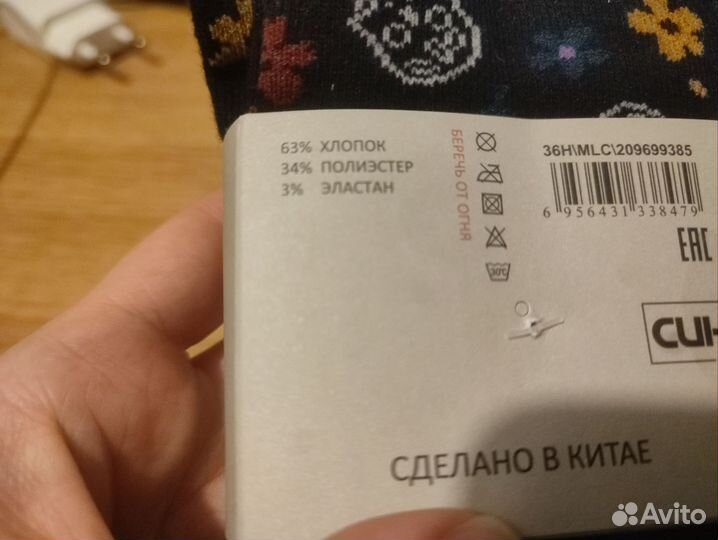 63% ХЛОПОК
34% ПОЛИЭСТЕР
3% ЭЛАСТАН
БЕРЕЧЬ ОТ ОГНЯ
30°C
36H\MLC\209699385
6 956431 338479
EAC
СДЕЛАНО В КИТАЕ
Avito